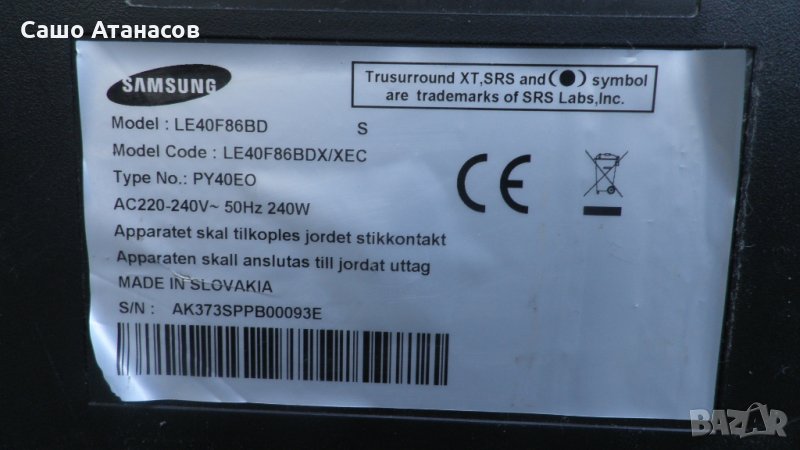 Сашо Атанасов
SAMSUNG
Trusurround XT,SRS and (●) symbol
are trademarks of SRS Labs,Inc.
Model : LE40F86BD S
Model Code : LE40F86BDX/XEC
Type No.: PY40EO
AC220-240V~ 50Hz 240W
Apparatet skal tilkoples jordet stikkontakt
Apparaten skall anslutas till jordat uttag
MADE IN SLOVAKIA
S/N : AK373SPPB00093E
CE
BAZAR